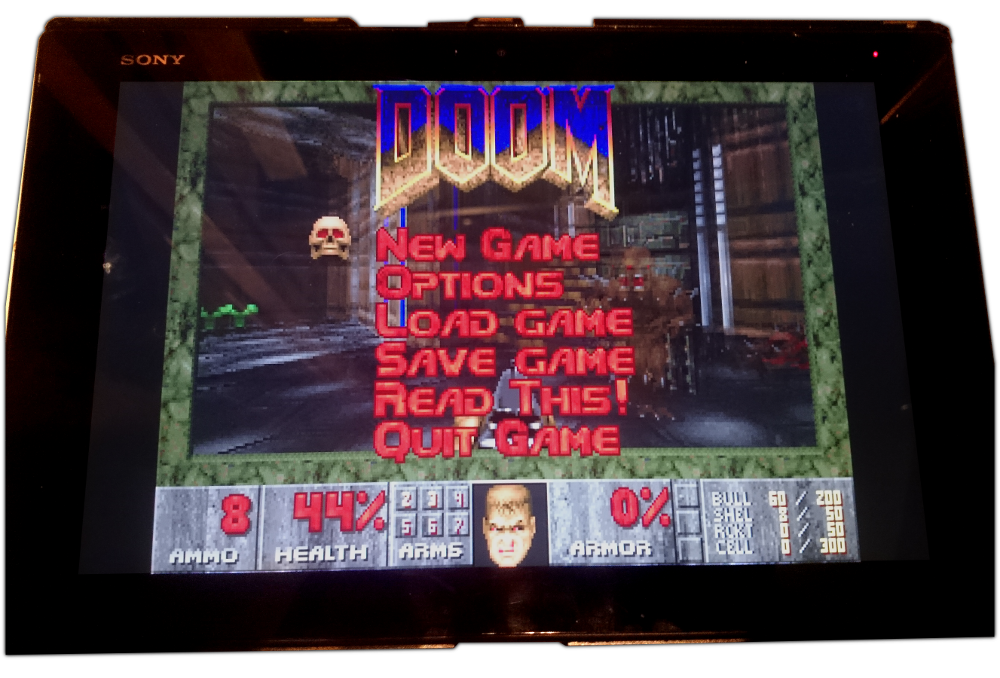 SONY
DOOM
NEW GAME
OPTIONS
LOAD GAME
SAVE GAME
READ THIS!
QUIT GAME
8 44% 2 3 4 0% BULL 60 / 200
5 6 7 SHEL 8 / 50
RCKT 0 / 50
AMMO HEALTH ARMS ARMOR CELL 0 / 300